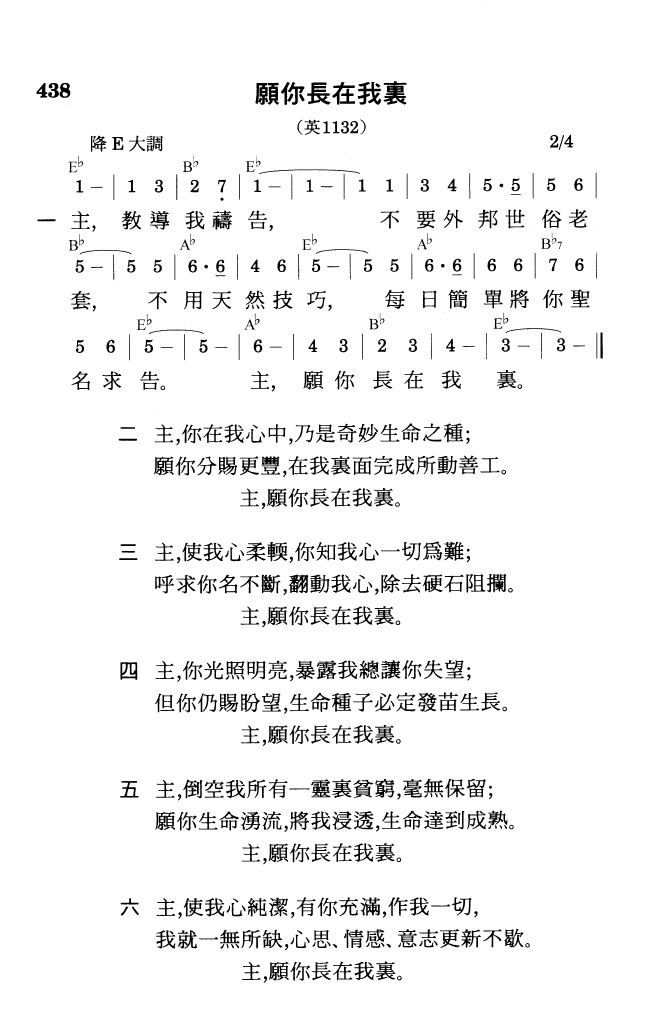 438
願你長在我裏
（英1132）
降 E 大調 2/4
E♭ B♭ E♭
1 – | 1 3 | 2 7̣ | 1 – | 1 – | 1 1 | 3 4 | 5 · 5 | 5 6 |
一 主, 教 導 我 禱 告, 不 要 外 邦 世 俗 老
B♭ A♭ E♭ A♭ B♭7
5 – | 5 5 | 6 · 6 | 4 6 | 5 – | 5 5 | 6 · 6 | 6 6 | 7 6 |
套, 不 用 天 然 技 巧, 每 日 簡 單 將 你 聖
E♭ A♭ B♭ E♭
5 6 | 5 – | 5 – | 6 – | 4 3 | 2 3 | 4 – | 3 – | 3 – ‖
名 求 告。 主, 願 你 長 在 我 裏。
二 主,你在我心中,乃是奇妙生命之種;
願你分賜更豐,在我裏面完成所動善工。
主,願你長在我裏。
三 主,使我心柔輭,你知我心一切爲難;
呼求你名不斷,翻動我心,除去硬石阻攔。
主,願你長在我裏。
四 主,你光照明亮,暴露我總讓你失望;
但你仍賜盼望,生命種子必定發苗生長。
主,願你長在我裏。
五 主,倒空我所有—靈裏貧窮,毫無保留;
願你生命湧流,將我浸透,生命達到成熟。
主,願你長在我裏。
六 主,使我心純潔,有你充滿,作我一切,
我就一無所缺,心思、情感、意志更新不歇。
主,願你長在我裏。